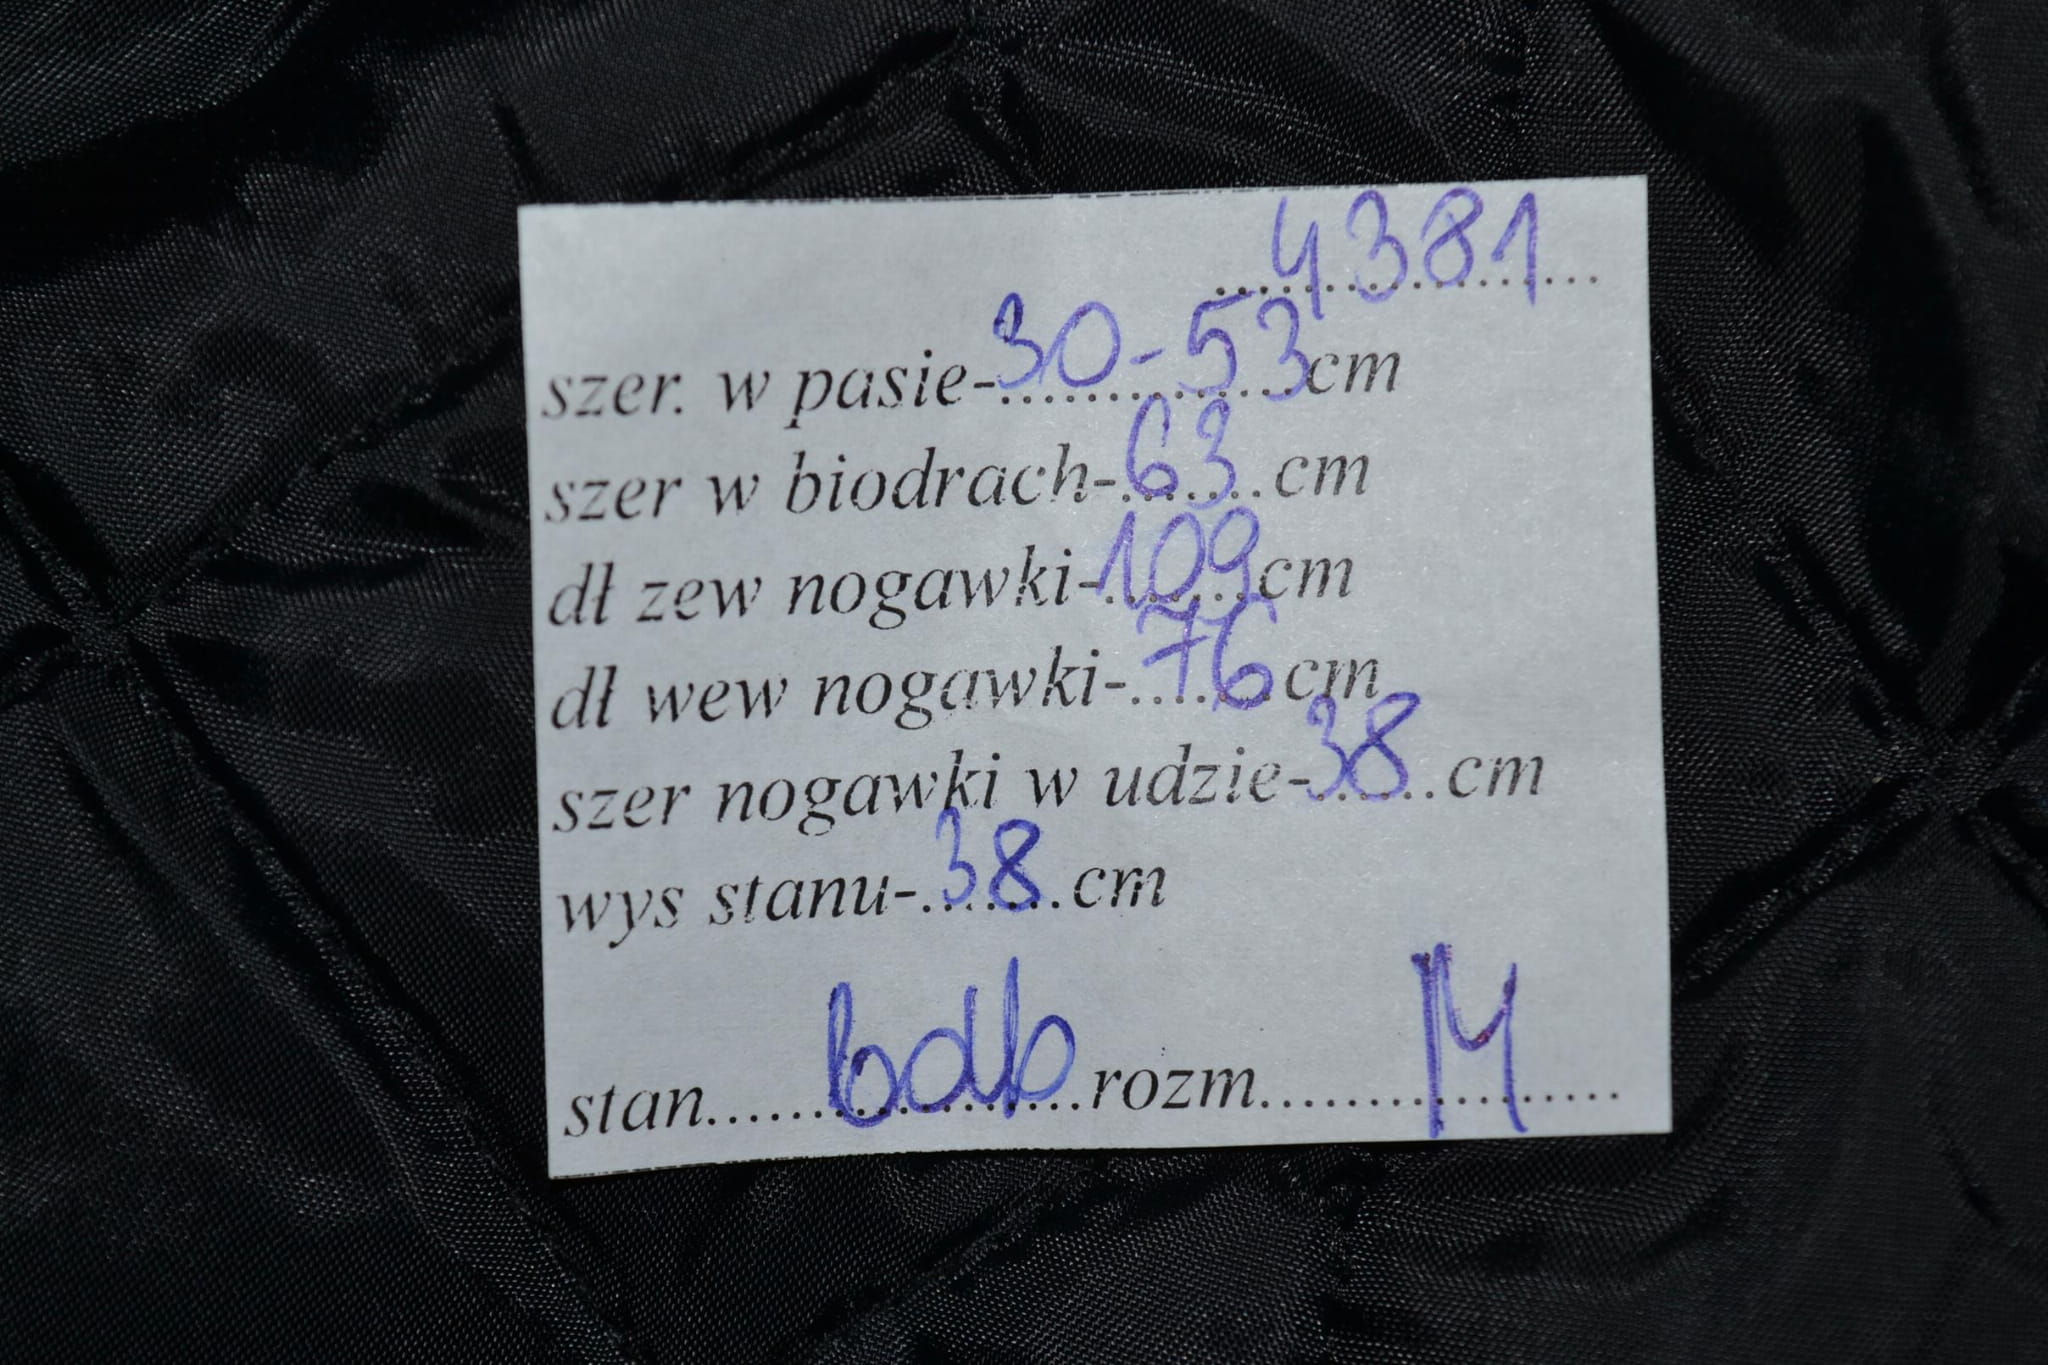 4381
szer. w pasie-30-53cm
szer w biodrach-63cm
dł zew nogawki-109cm
dł wew nogawki-76cm
szer nogawki w udzie-38cm
wys stanu-38cm
stan.....bdb.rozm.....M.....